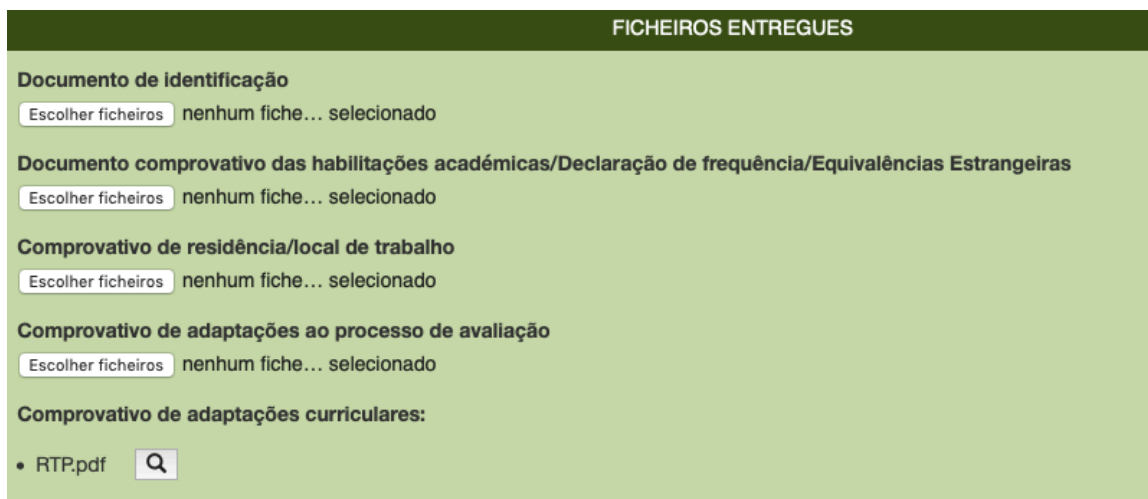 FICHEIROS ENTREGUES
Documento de identificação
Escolher ficheiros nenhum fiche… selecionado
Documento comprovativo das habilitações académicas/Declaração de frequência/Equivalências Estrangeiras
Escolher ficheiros nenhum fiche… selecionado
Comprovativo de residência/local de trabalho
Escolher ficheiros nenhum fiche… selecionado
Comprovativo de adaptações ao processo de avaliação
Escolher ficheiros nenhum fiche… selecionado
Comprovativo de adaptações curriculares:
• RTP.pdf